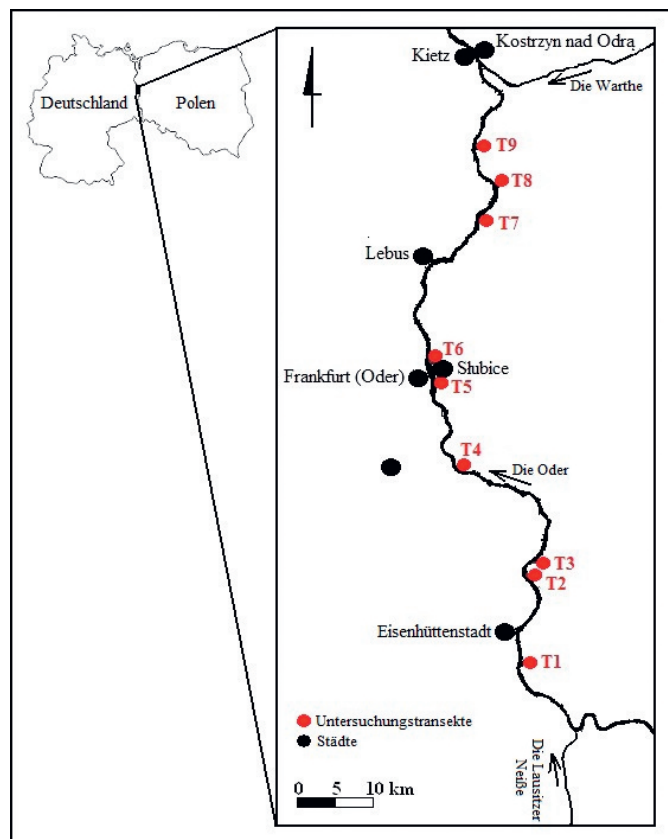 Deutschland
Polen
Kostrzyn nad Odrą
Kietz
Die Warthe
T9
T8
T7
Lebus
T6
Słubice
Frankfurt (Oder)
T5
T4
Die Oder
T3
T2
Eisenhüttenstadt
T1
Untersuchungstransekte
Städte
Die Lausitzer
Neiße
0 5 10 km